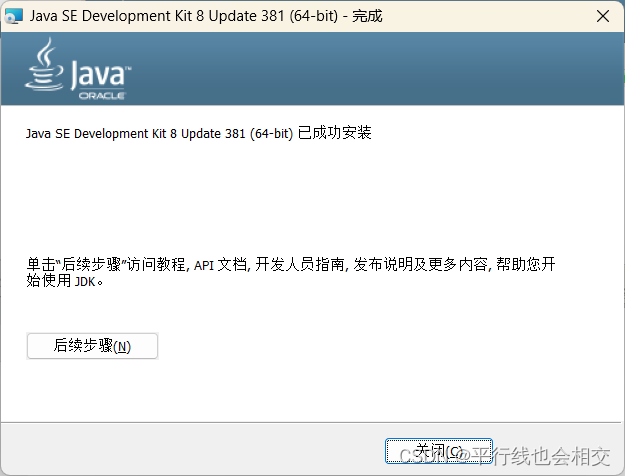 Java SE Development Kit 8 Update 381 (64-bit) - 完成
Java™
ORACLE
Java SE Development Kit 8 Update 381 (64-bit) 已成功安装
单击“后续步骤”访问教程, API 文档, 开发人员指南, 发布说明及更多内容, 帮助您开
始使用 JDK。
后续步骤(N)
关闭(C)
CSDN @平行线也会相交